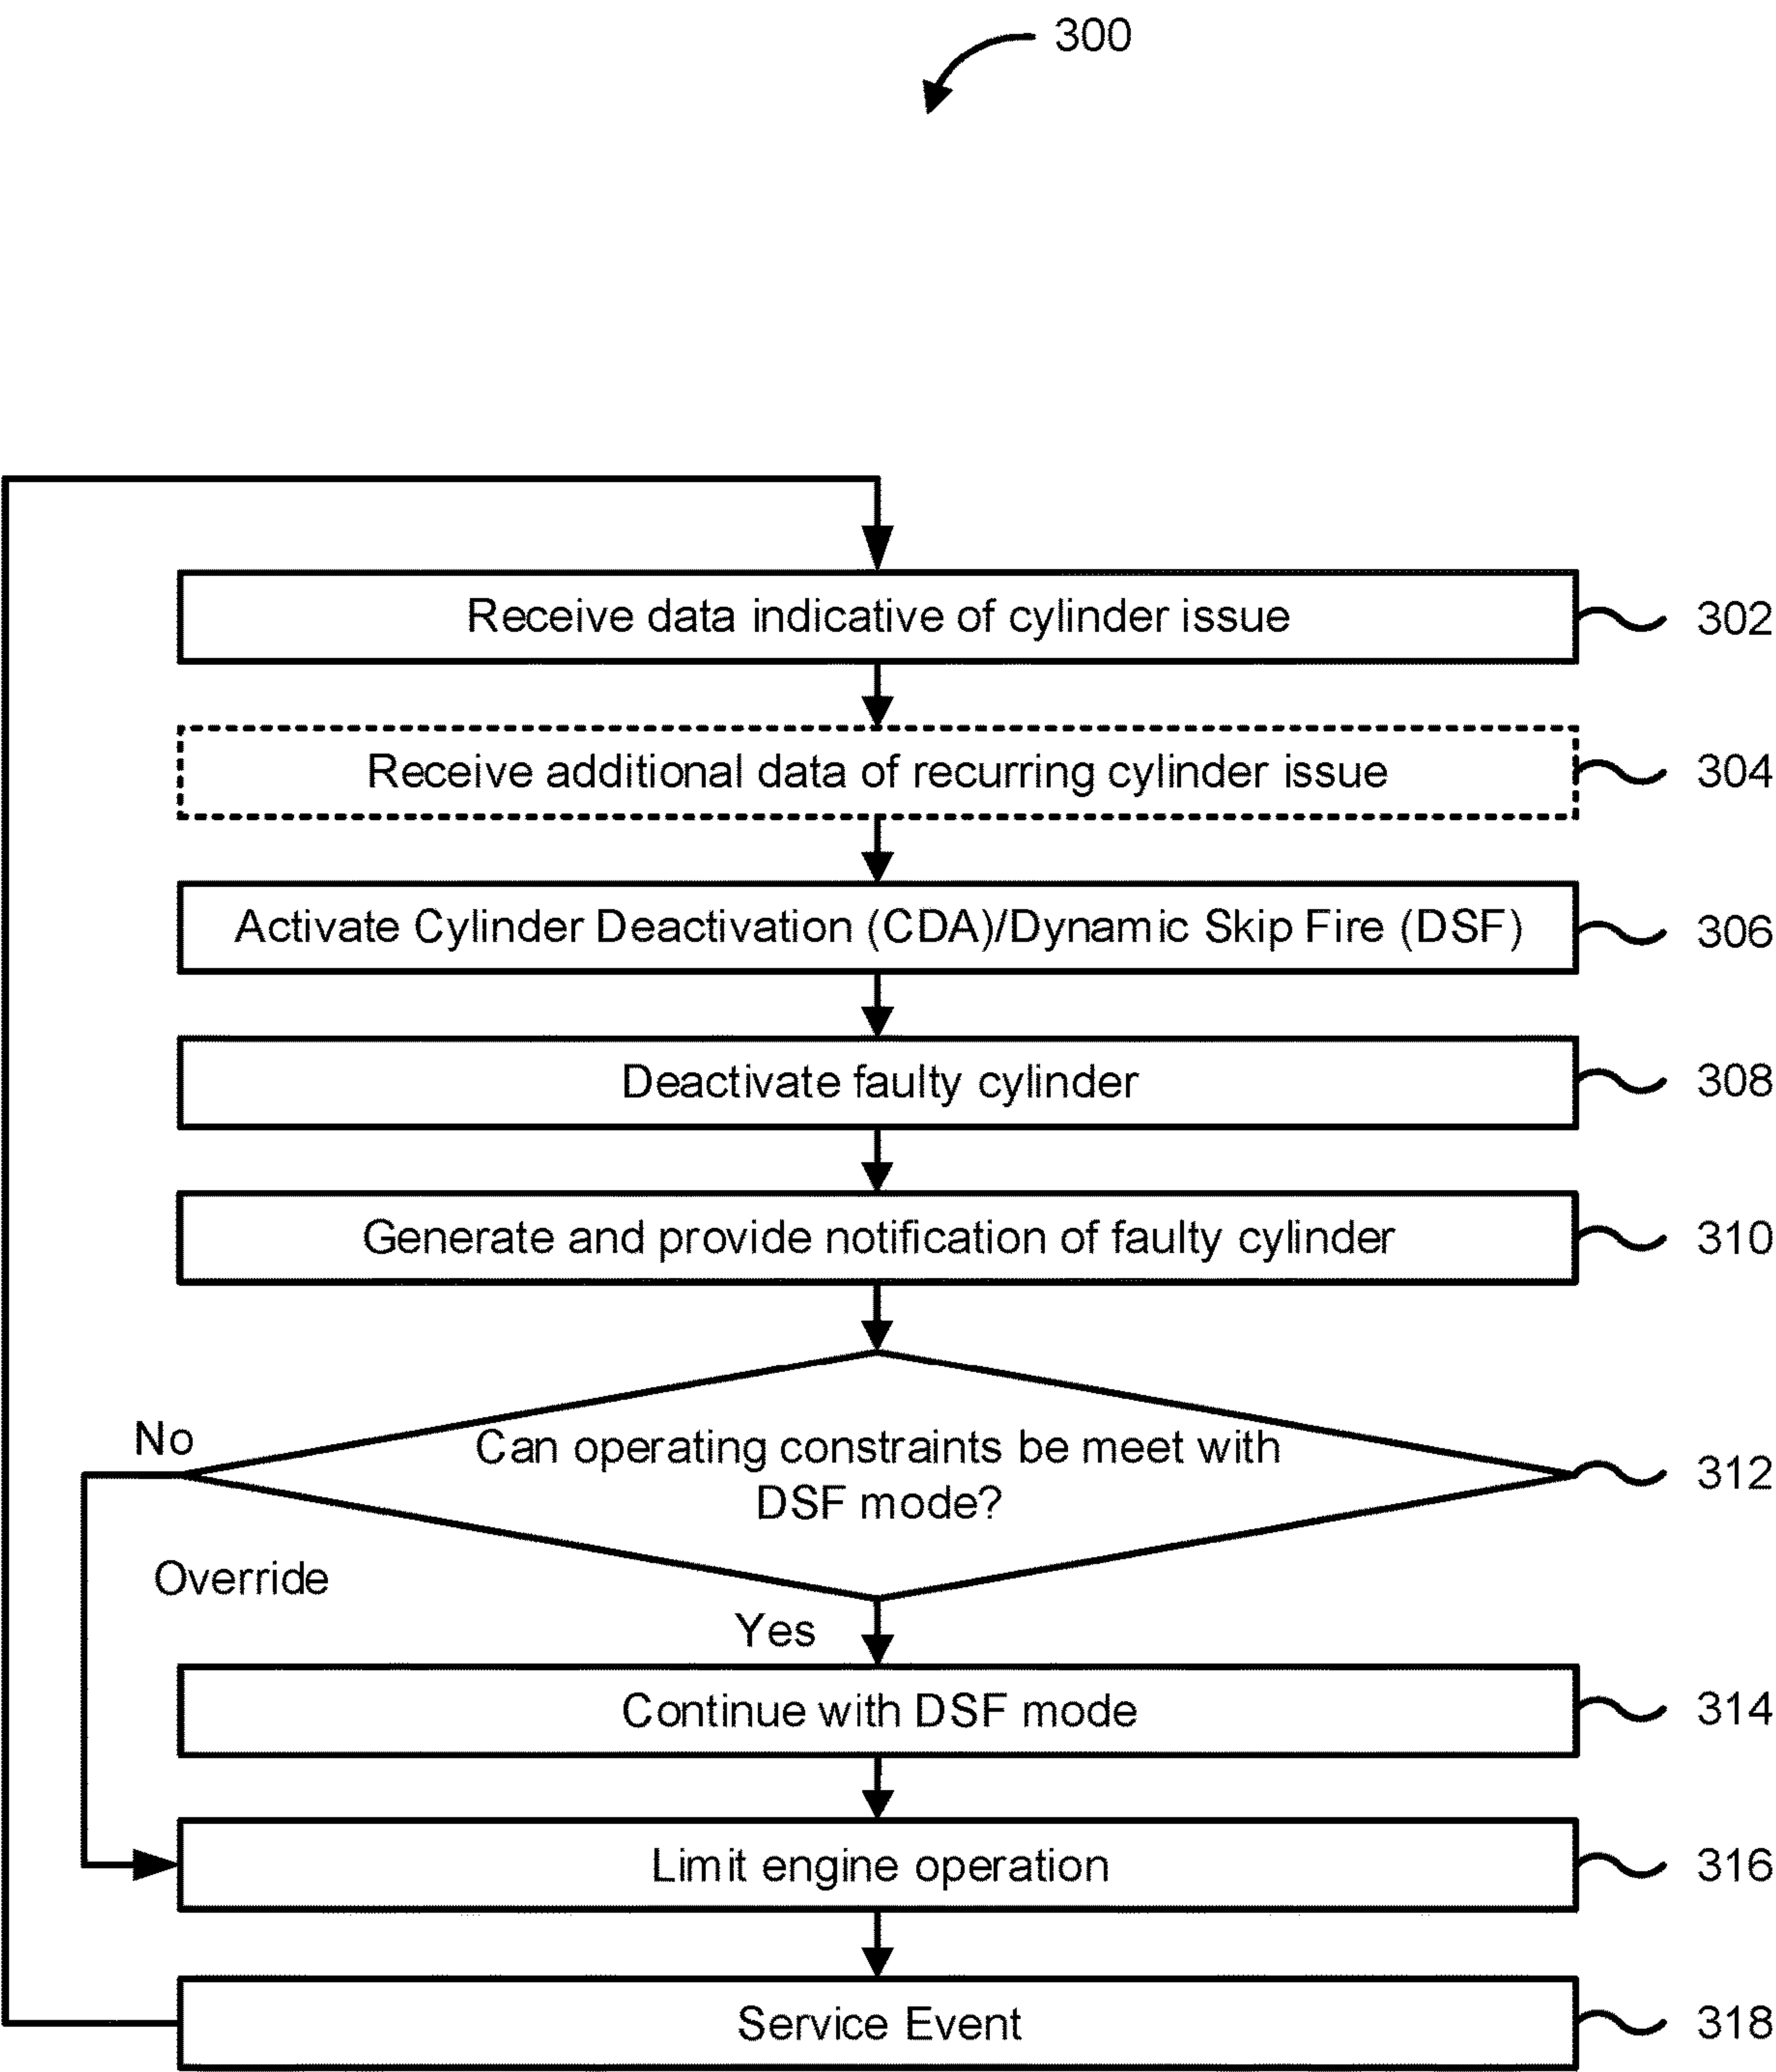 300
Receive data indicative of cylinder issue
302
Receive additional data of recurring cylinder issue
304
Activate Cylinder Deactivation (CDA)/Dynamic Skip Fire (DSF)
306
Deactivate faulty cylinder
308
Generate and provide notification of faulty cylinder
310
No
Can operating constraints be meet with
DSF mode?
312
Override
Yes
Continue with DSF mode
314
Limit engine operation
316
Service Event
318